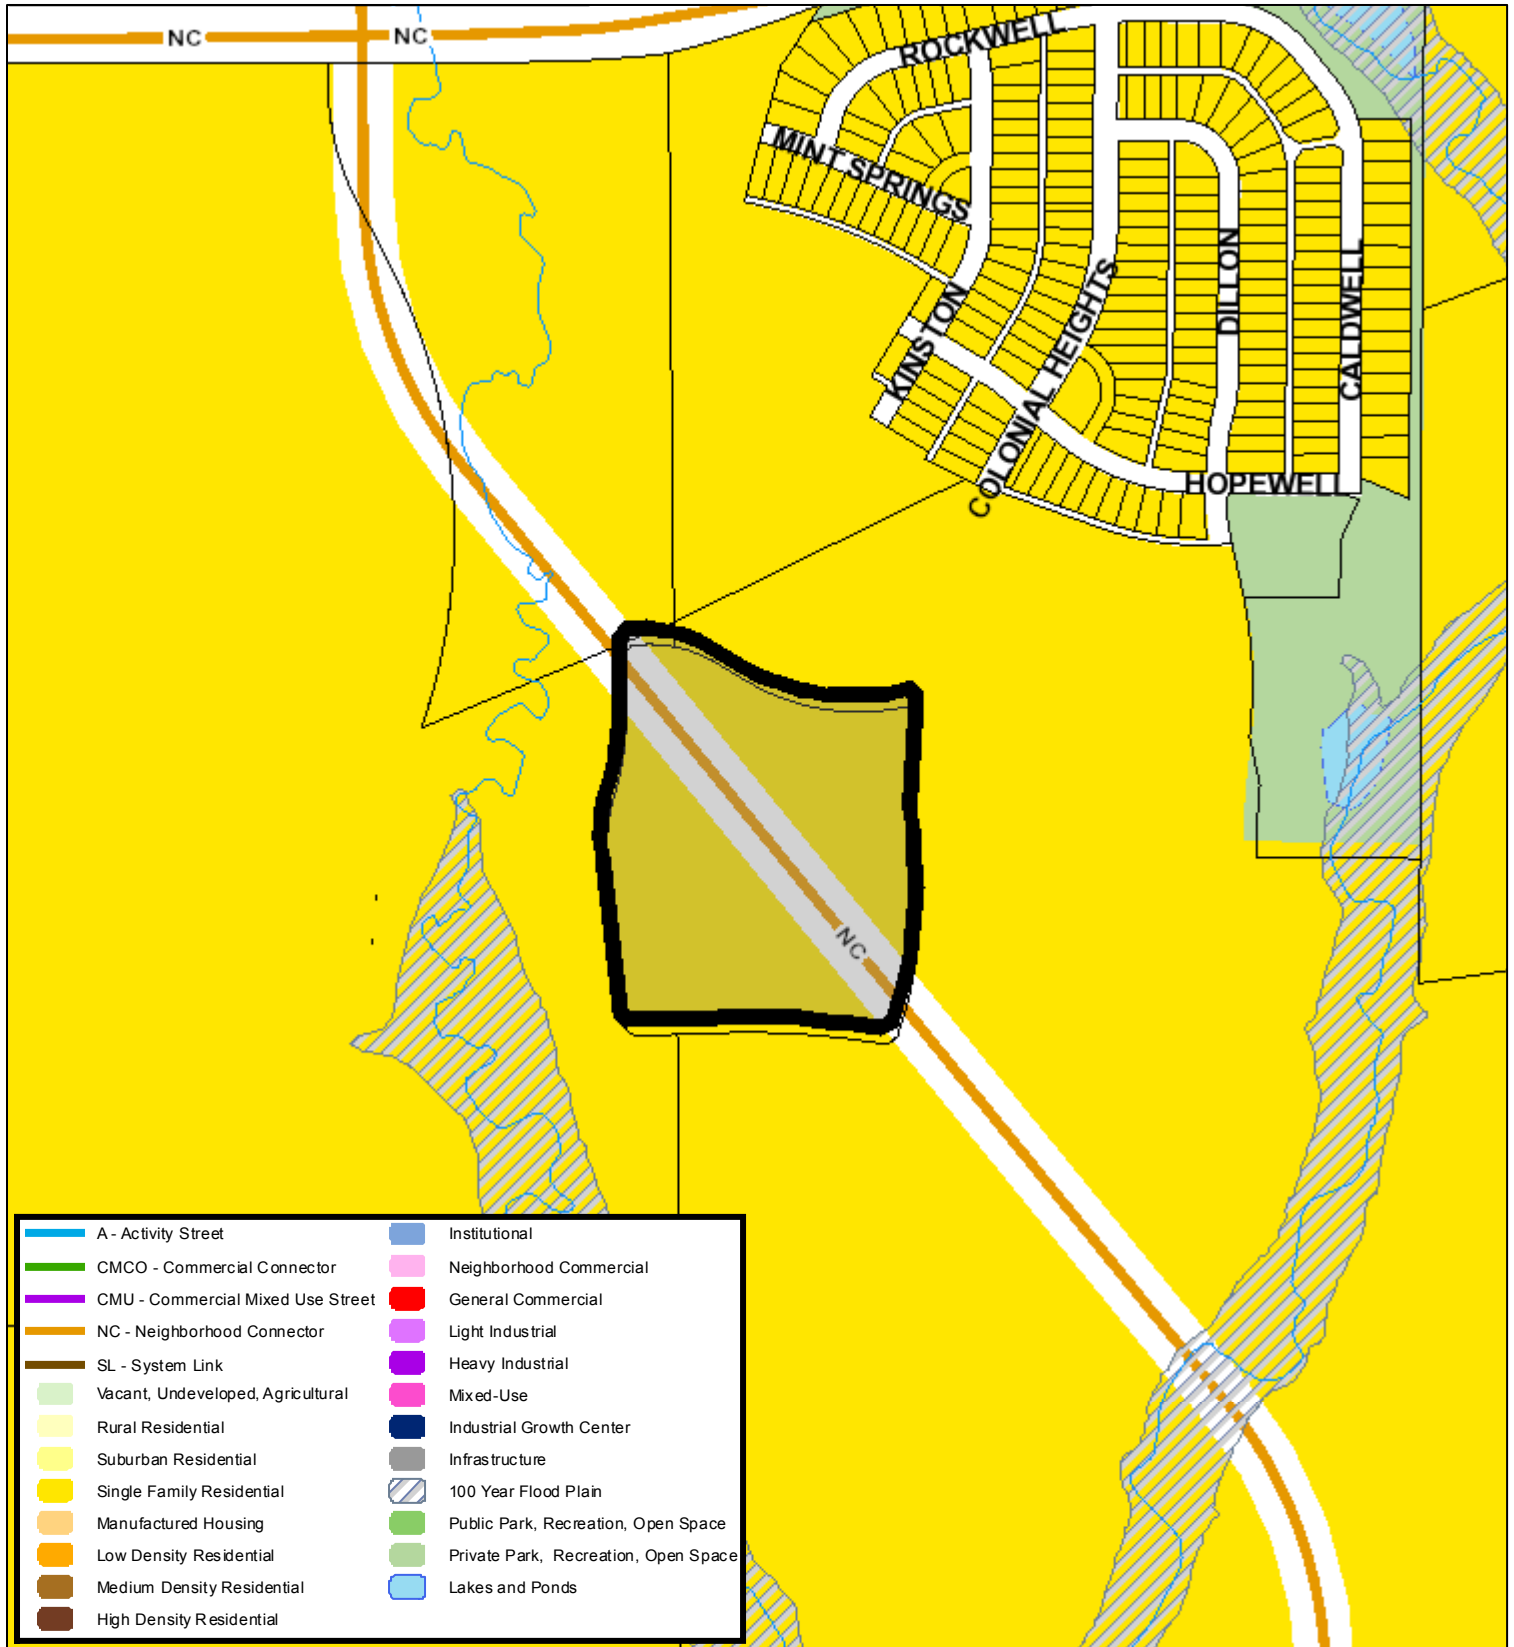 NC
NC
ROCKWELL
MINT SPRINGS
KINSTON
COLONIAL HEIGHTS
DILLON
CALDWELL
HOPEWELL
NC
A - Activity Street
CMCO - Commercial Connector
CMU - Commercial Mixed Use Street
NC - Neighborhood Connector
SL - System Link
Vacant, Undeveloped, Agricultural
Rural Residential
Suburban Residential
Single Family Residential
Manufactured Housing
Low Density Residential
Medium Density Residential
High Density Residential
Institutional
Neighborhood Commercial
General Commercial
Light Industrial
Heavy Industrial
Mixed-Use
Industrial Growth Center
Infrastructure
100 Year Flood Plain
Public Park, Recreation, Open Space
Private Park, Recreation, Open Space
Lakes and Ponds